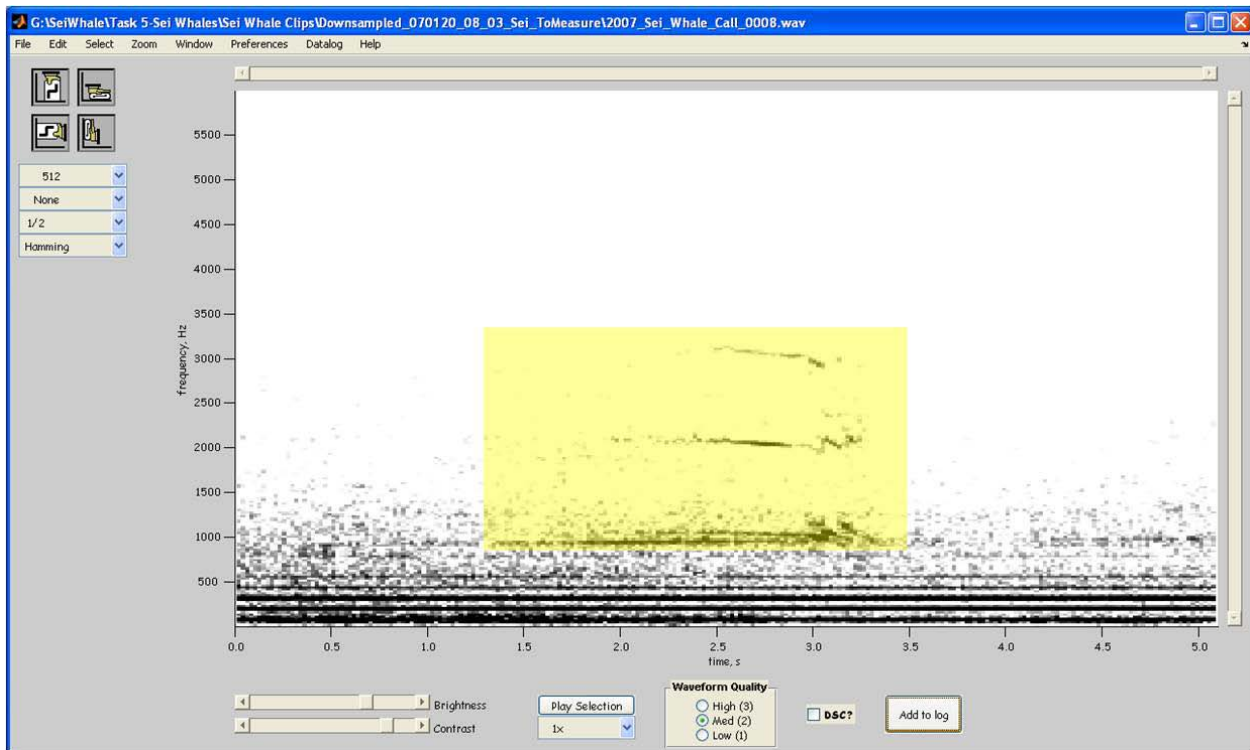 G:\SeiWhale\Task 5-Sei Whales\Sei Whale Clips\Downsampled_070120_08_03_Sei_ToMeasure\2007_Sei_Whale_Call_0008.wav
File Edit Select Zoom Window Preferences Datalog Help
512
None
1/2
Hamming
frequency, Hz
5500
5000
4500
4000
3500
3000
2500
2000
1500
1000
500
0.0 0.5 1.0 1.5 2.0 2.5 3.0 3.5 4.0 4.5 5.0
time, s
Brightness
Contrast
Play Selection
1x
Waveform Quality
High (3)
Med (2)
Low (1)
DSC?
Add to log